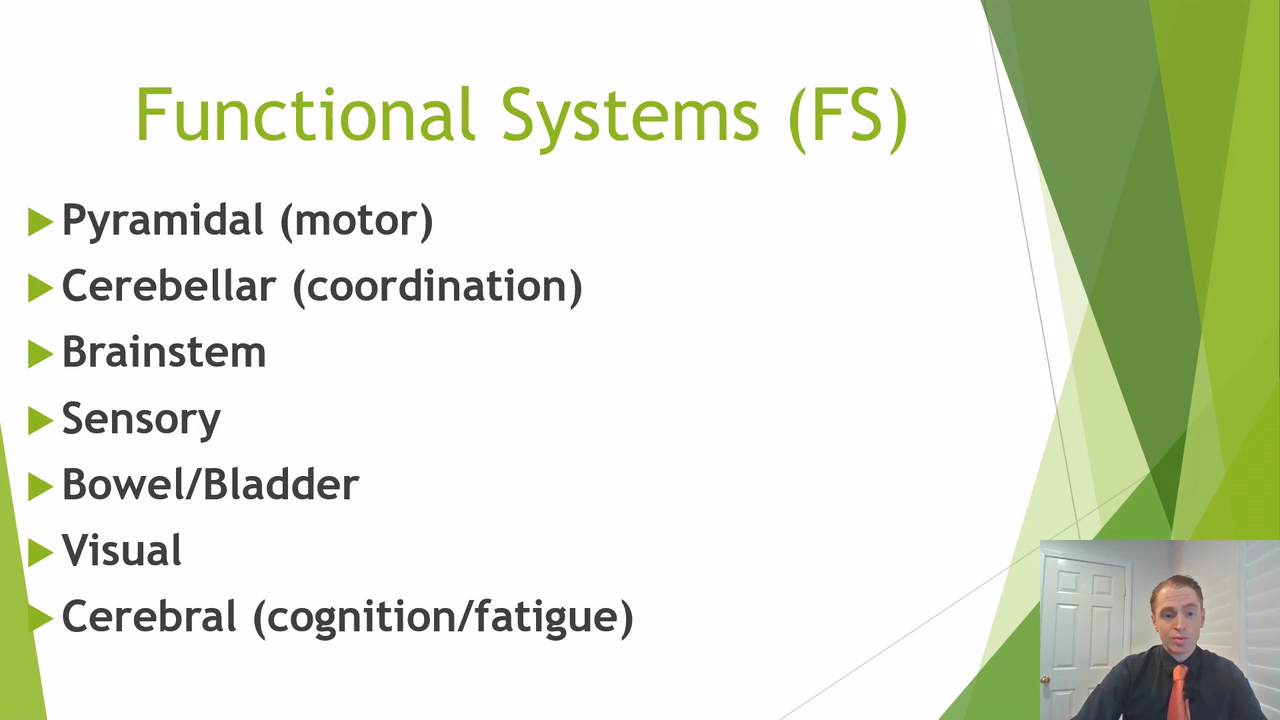 Functional Systems (FS)
Pyramidal (motor)
Cerebellar (coordination)
Brainstem
Sensory
Bowel/Bladder
Visual
Cerebral (cognition/fatigue)